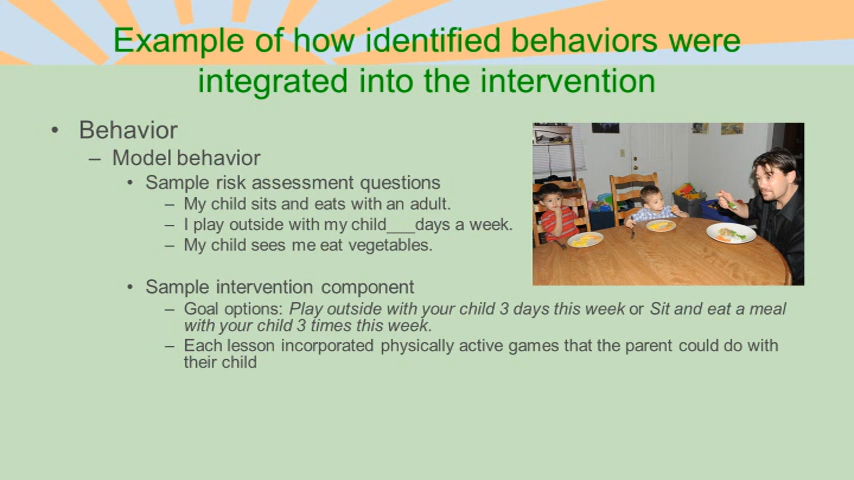 Example of how identified behaviors were
integrated into the intervention
• Behavior
– Model behavior
• Sample risk assessment questions
– My child sits and eats with an adult.
– I play outside with my child___days a week.
– My child sees me eat vegetables.
• Sample intervention component
– Goal options: Play outside with your child 3 days this week or Sit and eat a meal
with your child 3 times this week.
– Each lesson incorporated physically active games that the parent could do with
their child